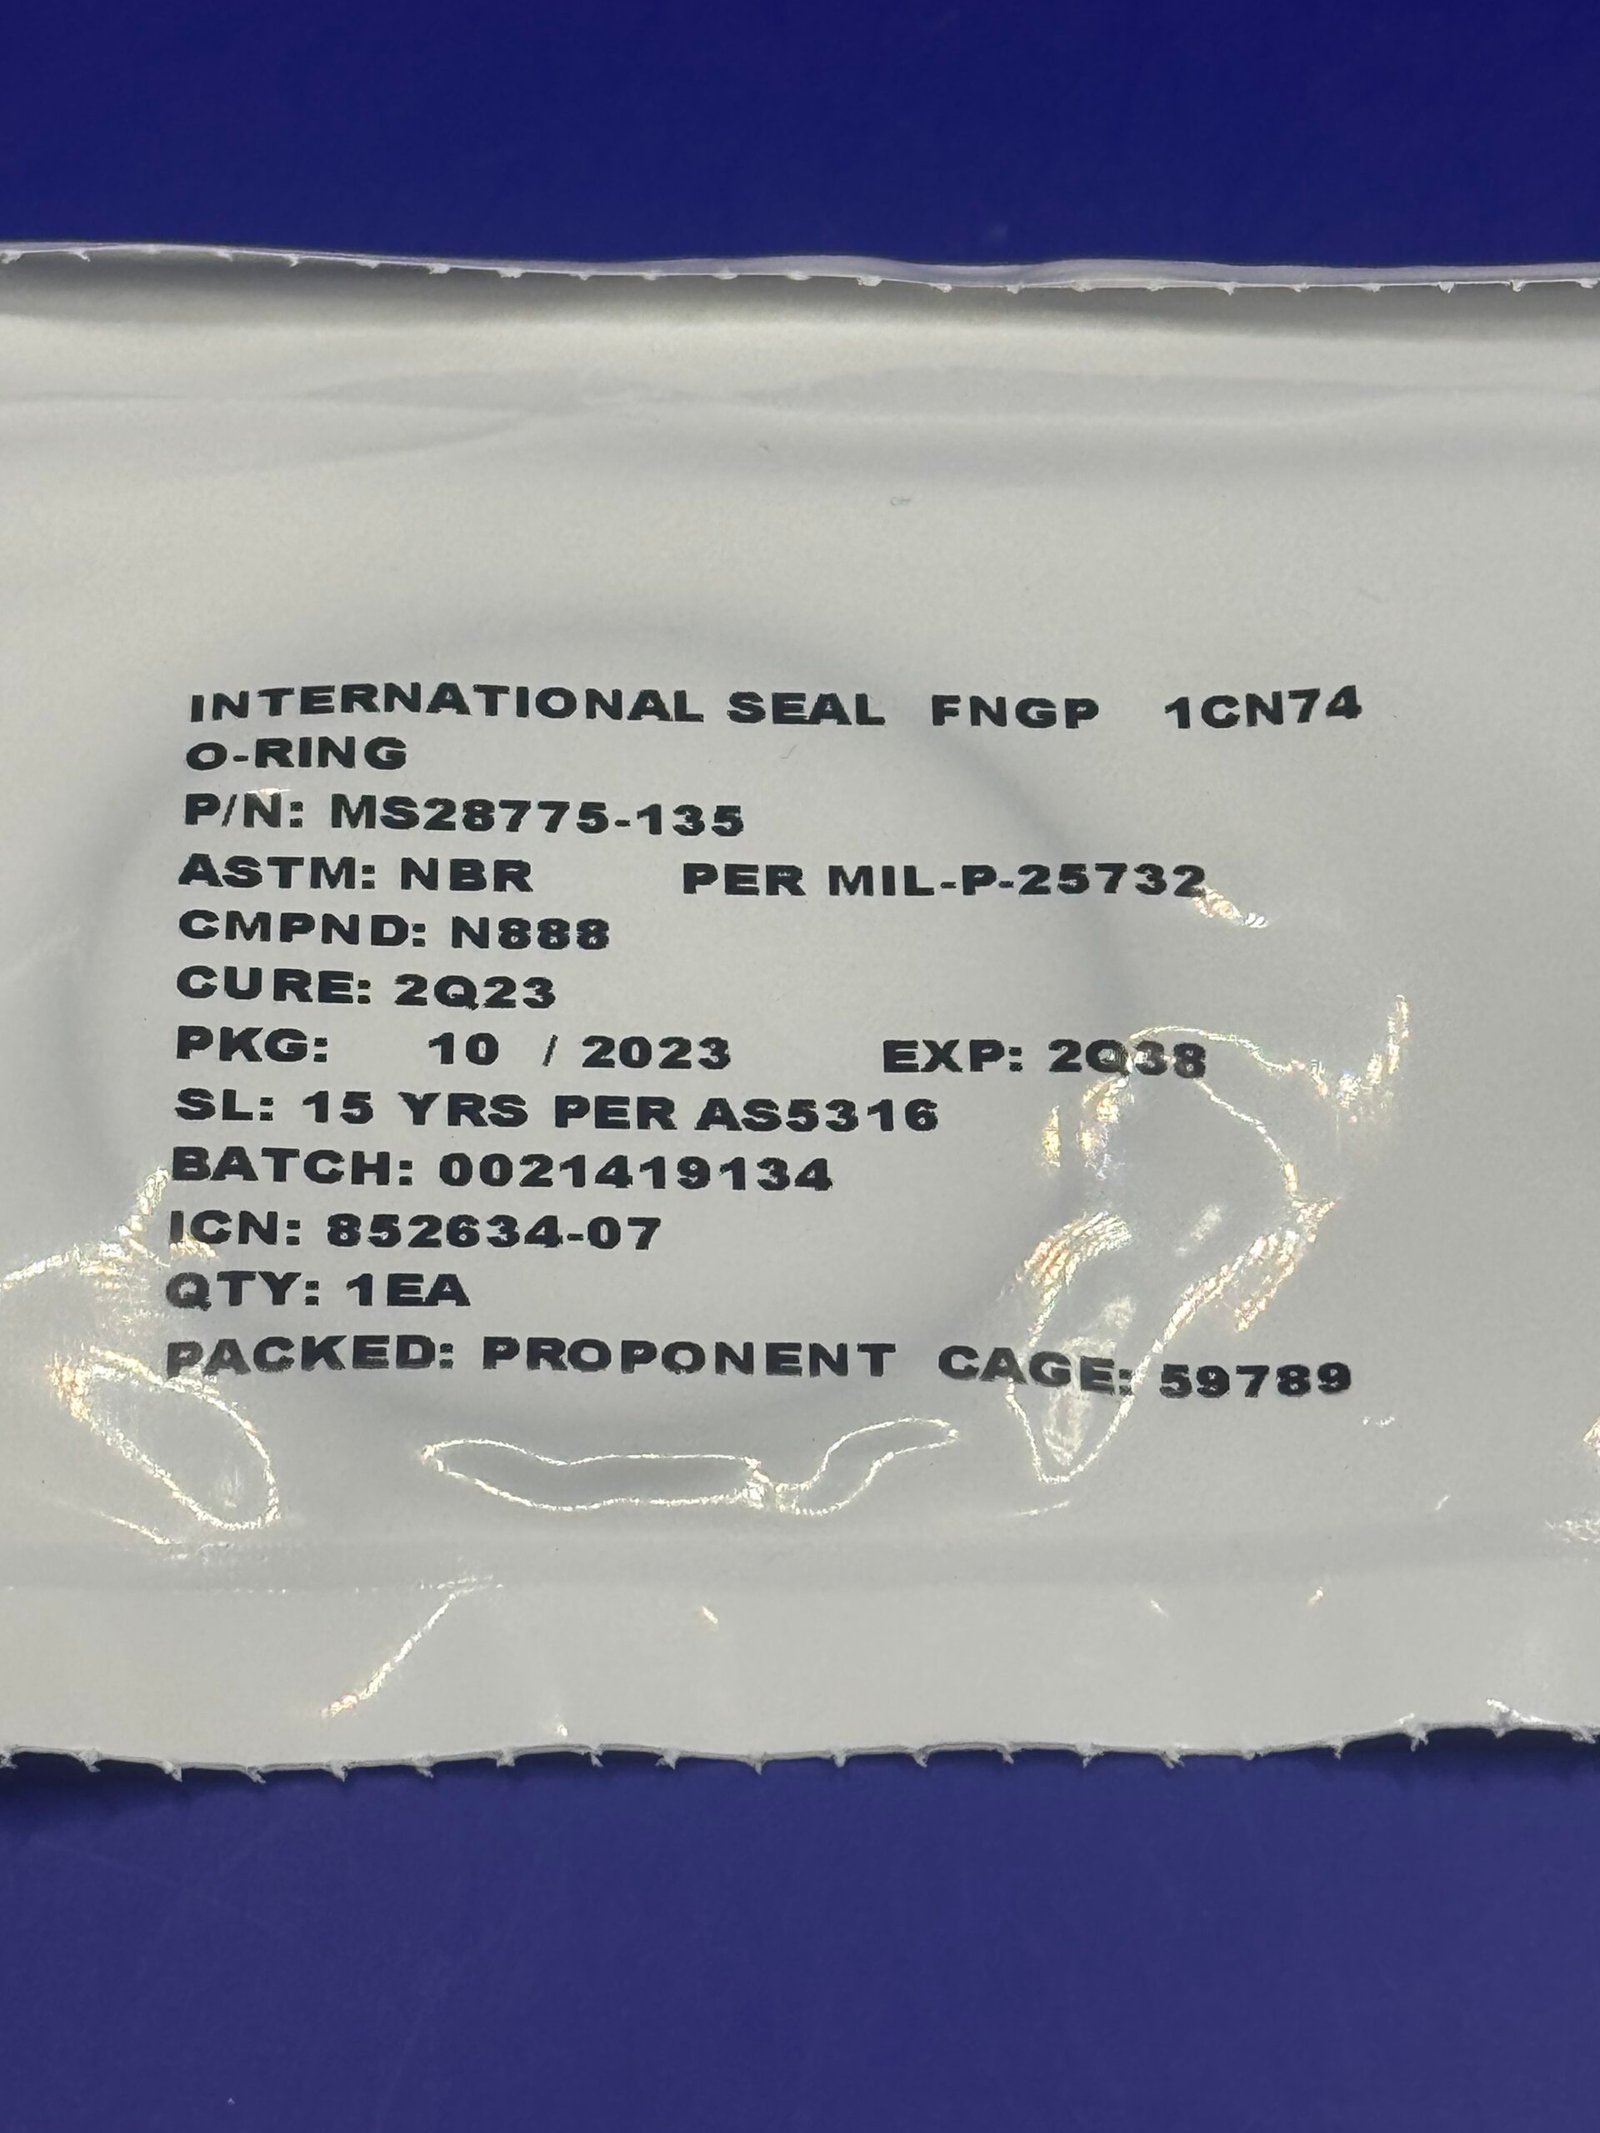 INTERNATIONAL SEAL FNGP 1CN74
O-RING
P/N: MS28775-135
ASTM: NBR PER MIL-P-25732
CMPND: N888
CURE: 2Q23
PKG: 10 / 2023 EXP: 2Q38
SL: 15 YRS PER AS5316
BATCH: 0021419134
ICN: 852634-07
QTY: 1EA
PACKED: PROPONENT CAGE: 59789